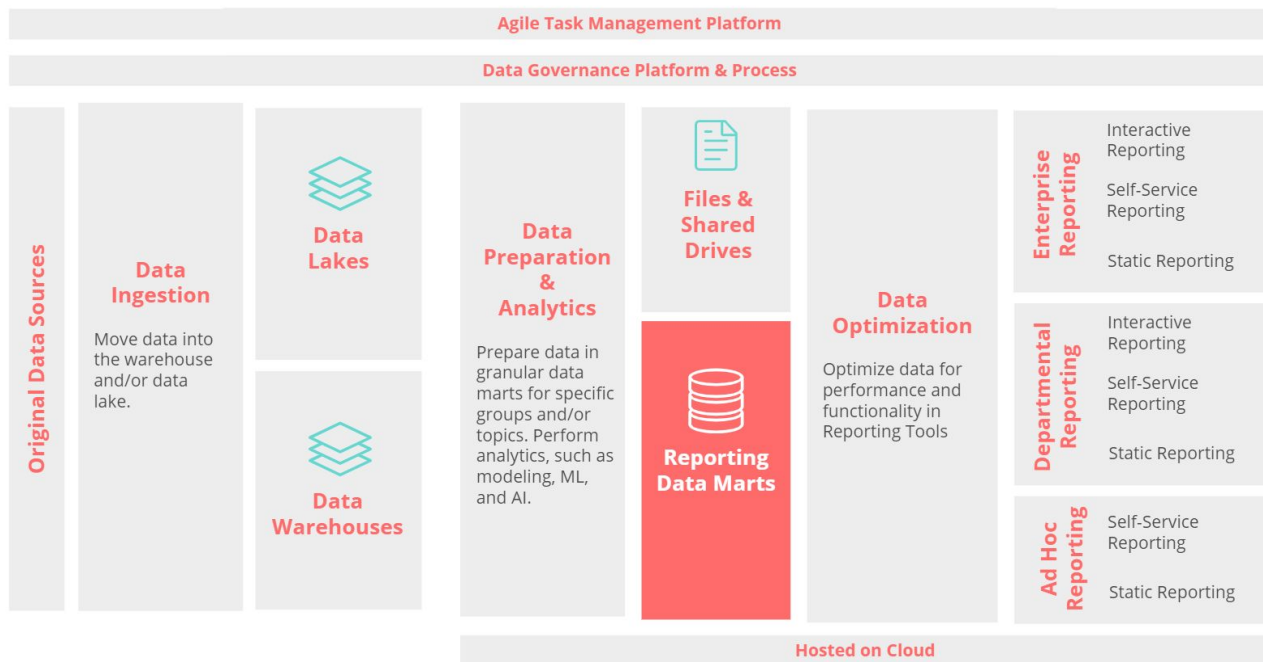 Agile Task Management Platform
Data Governance Platform & Process
Original Data Sources
Data
Ingestion
Move data into
the warehouse
and/or data
lake.
Data
Lakes
Data
Warehouses
Data
Preparation
&
Analytics
Prepare data in
granular data
marts for specific
groups and/or
topics. Perform
analytics, such as
modeling, ML,
and AI.
Files &
Shared
Drives
Reporting
Data Marts
Data
Optimization
Optimize data for
performance and
functionality in
Reporting Tools
Enterprise
Reporting
Interactive
Reporting
Self-Service
Reporting
Static Reporting
Departmental
Reporting
Interactive
Reporting
Self-Service
Reporting
Static Reporting
Ad Hoc
Reporting
Self-Service
Reporting
Static Reporting
Hosted on Cloud